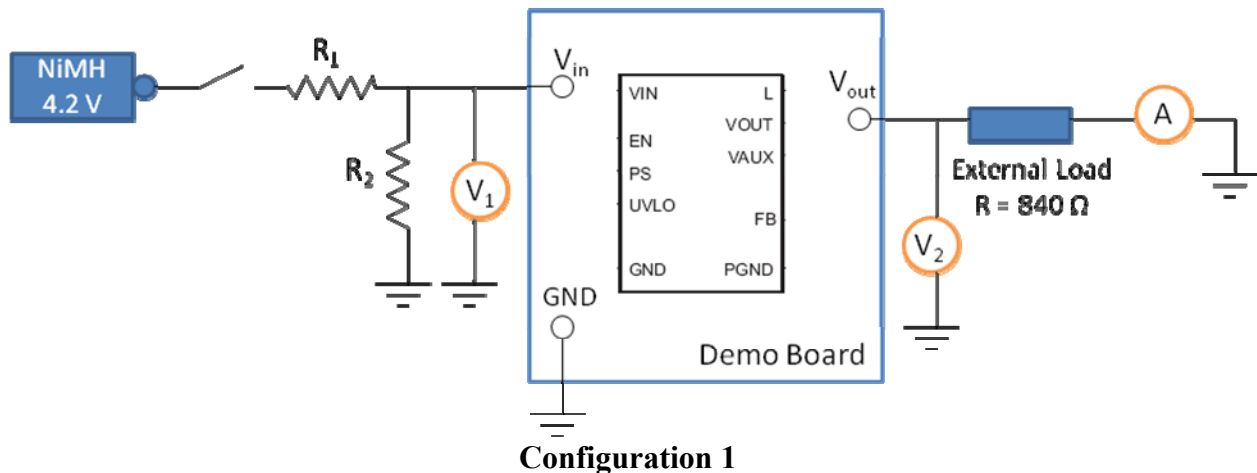 NiMH
4.2 V
R1
R2
V1
Vin
GND
VIN
EN
PS
UVLO
GND
L
VOUT
VAUX
FB
PGND
Demo Board
Vout
V2
External Load
R = 840 Ω
A
Configuration 1